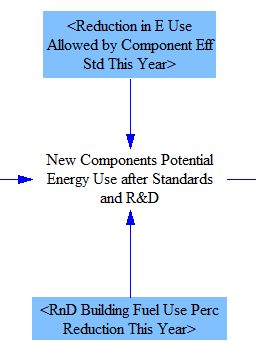 <Reduction in E Use
Allowed by Component Eff
Std This Year>
New Components Potential
Energy Use after Standards
and R&D
<RnD Building Fuel Use Perc
Reduction This Year>